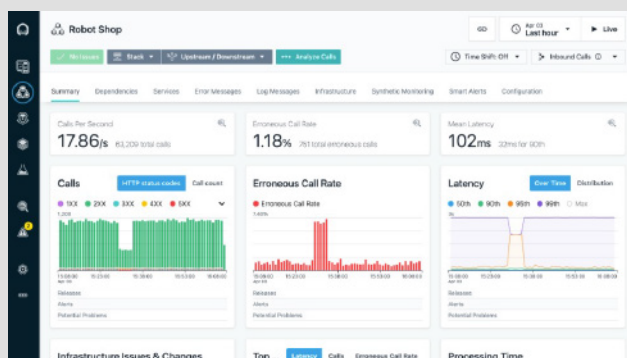 Robot Shop
Apr 03
Last hour
Live
No Issues
Stack
Upstream / Downstream
Analyze Calls
Time Shift: Off
Inbound Calls
Summary
Dependencies
Services
Error Messages
Log Messages
Infrastructure
Synthetic Monitoring
Smart Alerts
Configuration
Calls Per Second
17.86/s
Erroneous Call Rate
1.18%
761 total erroneous calls
Mean Latency
102ms
32ms for 90th
Calls
HTTP status codes
Call count
1XX
2XX
3XX
4XX
5XX
Erroneous Call Rate
Erroneous Call Rate
Latency
Over Time
Distribution
50th
90th
95th
99th
Max
Releases
Alerts
Potential Problems
Releases
Alerts
Potential Problems
Releases
Alerts
Potential Problems
Infrastructure Issues & Changes
Top
Latency
Calls
Erroneous Call Rate
Processing Time